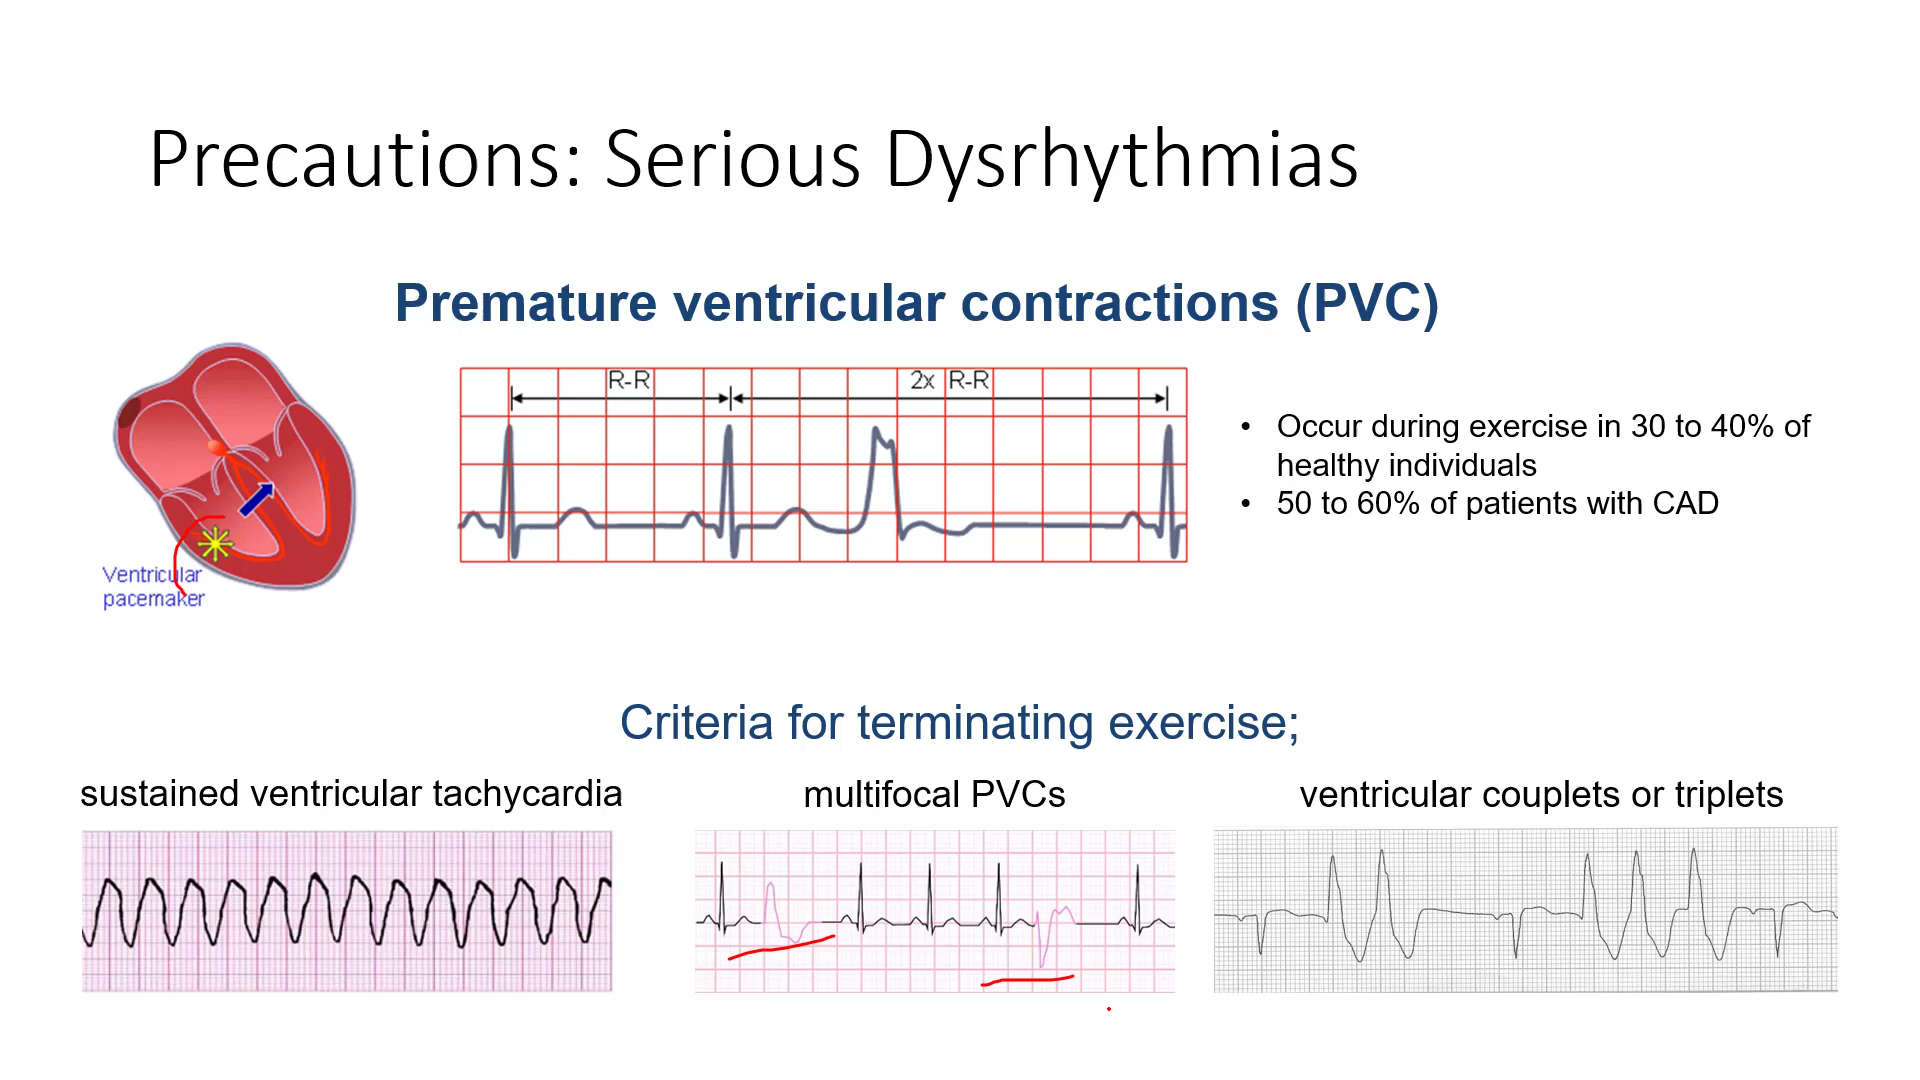 Precautions: Serious Dysrhythmias
Premature ventricular contractions (PVC)
R-R
2x R-R
Ventricular
pacemaker
• Occur during exercise in 30 to 40% of
healthy individuals
• 50 to 60% of patients with CAD
Criteria for terminating exercise;
sustained ventricular tachycardia
multifocal PVCs
ventricular couplets or triplets